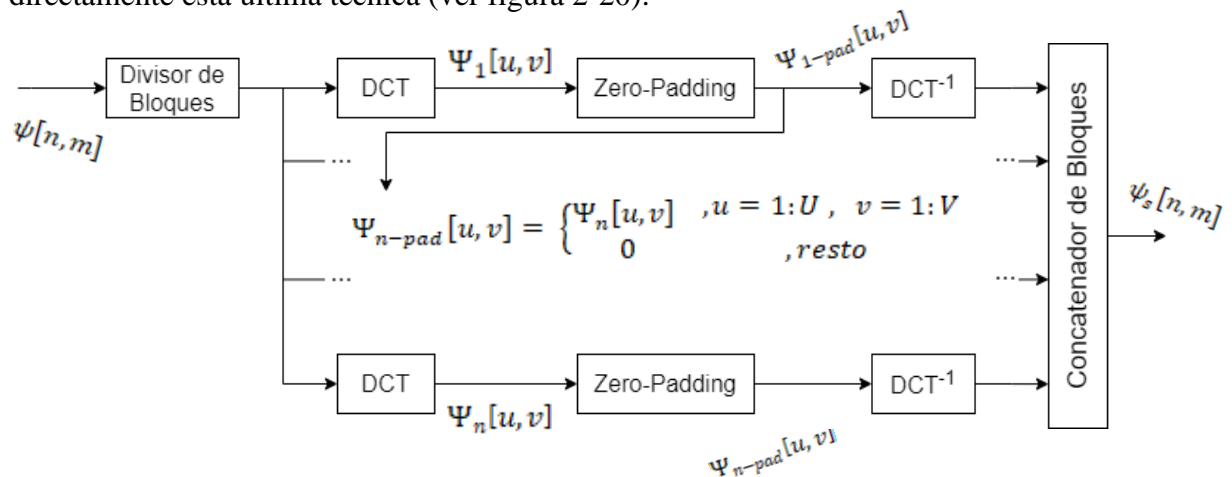 directamente esta última técnica (ver figura 2-26).
ψ[n,m]
Divisor de
Bloques
DCT
Ψ₁[u,v]
Zero-Padding
Ψ₁₋pad[u,v]
DCT⁻¹
...
...
Ψn−pad[u,v] = {Ψn[u,v] ,u = 1:U , v = 1:V
0 ,resto
...
...
DCT
Ψn[u,v]
Zero-Padding
Ψn−pad[u,v]
DCT⁻¹
Concatenador de Bloques
ψs[n,m]